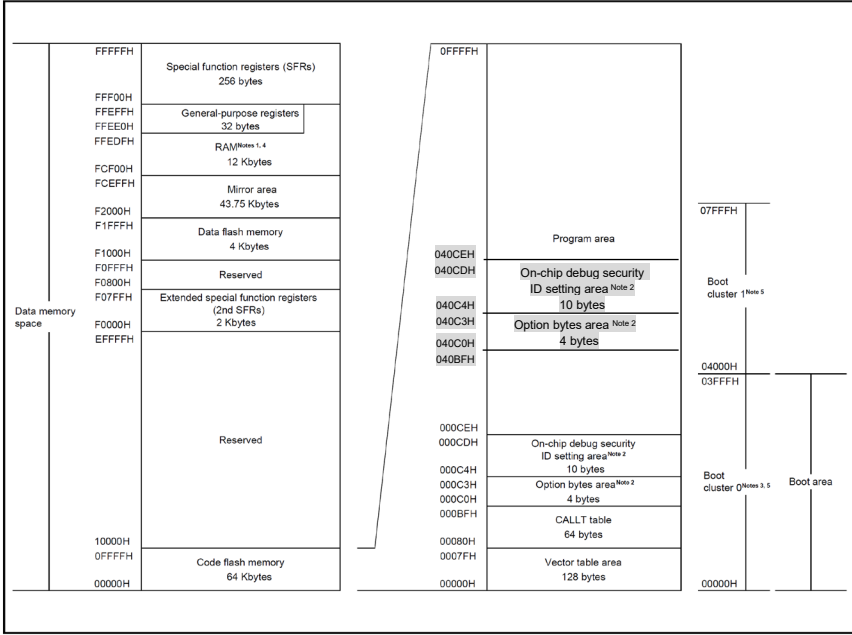 FFFFFH
Special function registers (SFRs)
256 bytes
FFF00H
FFEFFH
General-purpose registers
32 bytes
FFEE0H
FFEDFH
RAMNotes 1, 4
12 Kbytes
FCF00H
FCEFFH
Mirror area
43.75 Kbytes
F2000H
F1FFFH
Data flash memory
4 Kbytes
F1000H
F0FFFH
Reserved
F0800H
F07FFH
Extended special function registers
(2nd SFRs)
2 Kbytes
F0000H
EFFFFH
Data memory
space
Reserved
10000H
0FFFFH
Code flash memory
64 Kbytes
00000H
0FFFFH
Program area
040CEH
040CDH
On-chip debug security
ID setting area Note 2
10 bytes
040C4H
040C3H
Option bytes area Note 2
4 bytes
040C0H
040BFH
000CEH
000CDH
On-chip debug security
ID setting areaNote 2
10 bytes
000C4H
000C3H
Option bytes areaNote 2
4 bytes
000C0H
000BFH
CALLT table
64 bytes
00080H
0007FH
Vector table area
128 bytes
00000H
07FFFH
Boot
cluster 1Note 5
04000H
03FFFH
Boot
cluster 0Notes 3, 5
Boot area
00000H